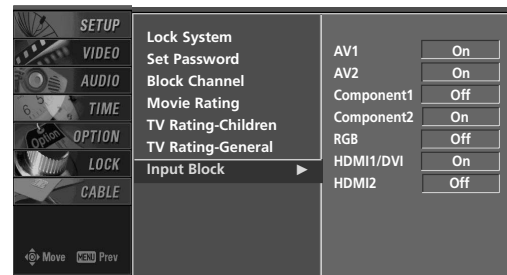 SETUP
VIDEO
AUDIO
TIME
OPTION
LOCK
CABLE
Move MENU Prev
Lock System
Set Password
Block Channel
Movie Rating
TV Rating-Children
TV Rating-General
Input Block ▶
AV1 On
AV2 On
Component1 Off
Component2 On
RGB Off
HDMI1/DVI On
HDMI2 Off